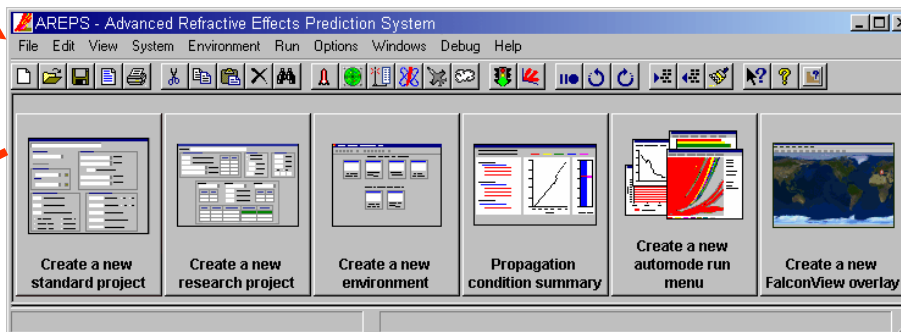 AREPS - Advanced Refractive Effects Prediction System
File Edit View System Environment Run Options Windows Debug Help
Create a new
standard project
Create a new
research project
Create a new
environment
Propagation
condition summary
Create a new
automode run
menu
Create a new
FalconView overlay